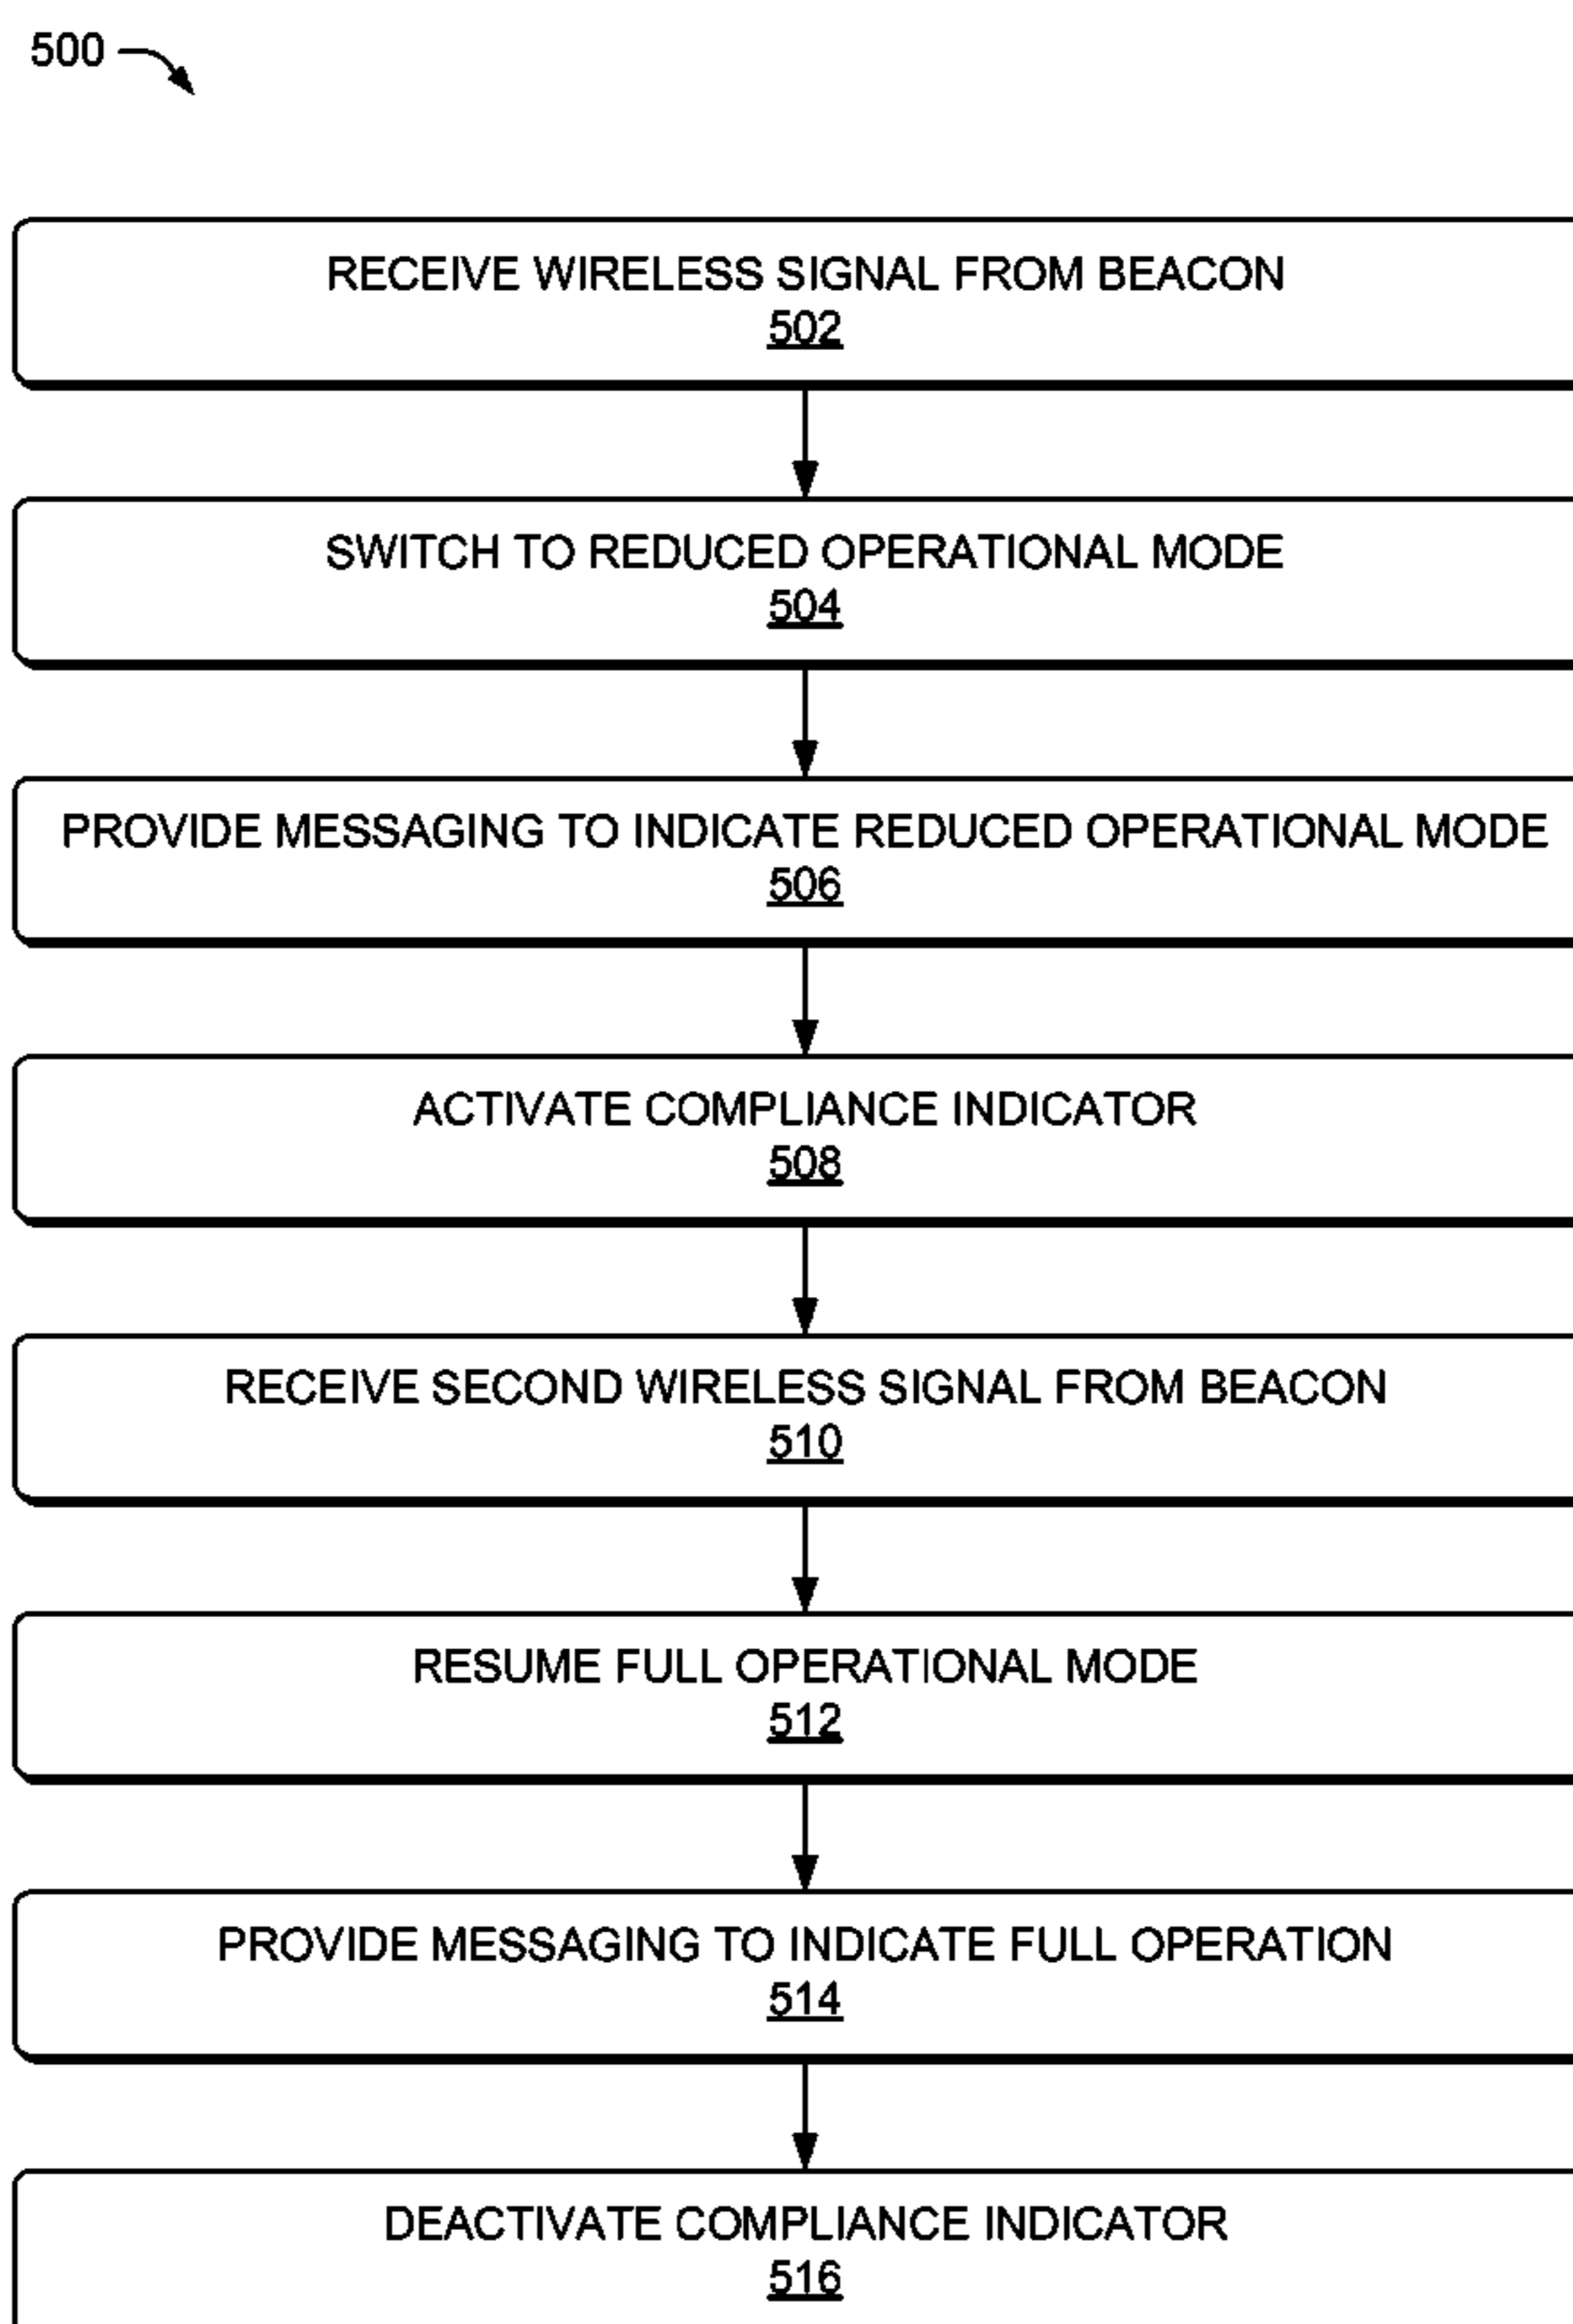 500
RECEIVE WIRELESS SIGNAL FROM BEACON
502
SWITCH TO REDUCED OPERATIONAL MODE
504
PROVIDE MESSAGING TO INDICATE REDUCED OPERATIONAL MODE
506
ACTIVATE COMPLIANCE INDICATOR
508
RECEIVE SECOND WIRELESS SIGNAL FROM BEACON
510
RESUME FULL OPERATIONAL MODE
512
PROVIDE MESSAGING TO INDICATE FULL OPERATION
514
DEACTIVATE COMPLIANCE INDICATOR
516